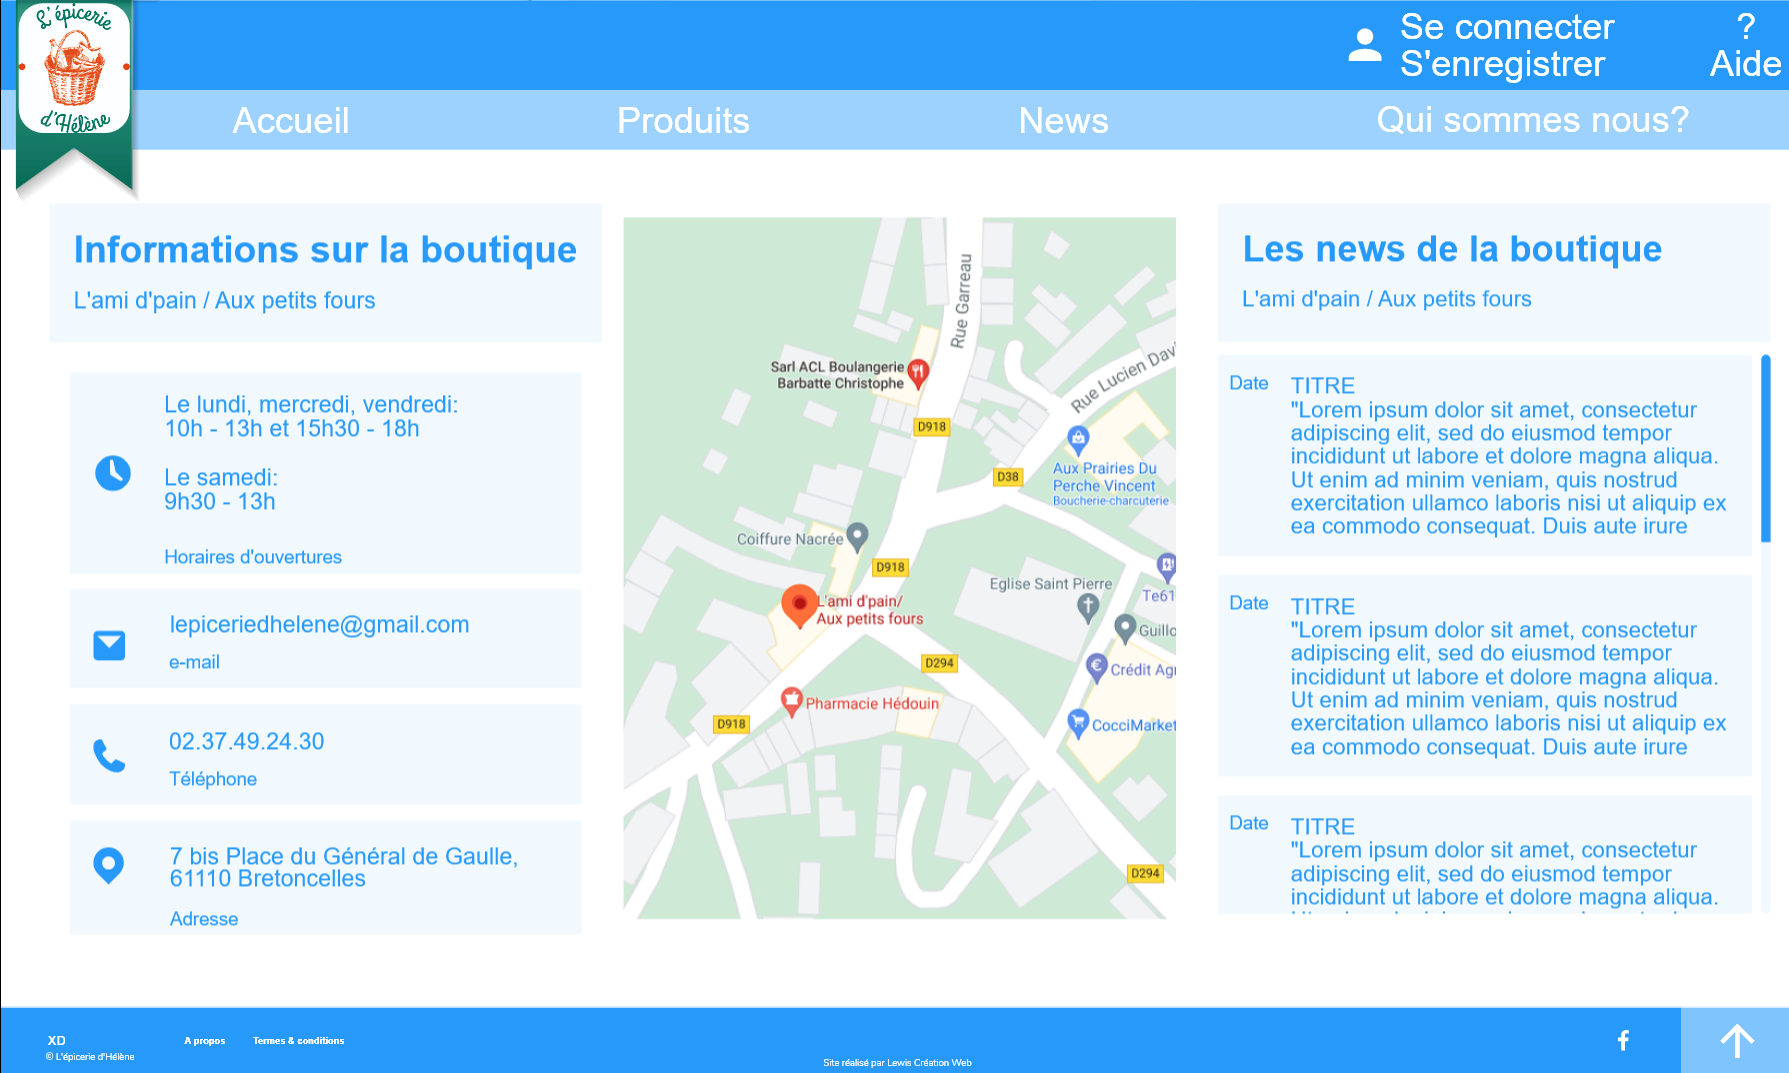 L'épicerie
d'Hélène
Se connecter
S'enregistrer
?
Aide
Accueil
Produits
News
Qui sommes nous?
Informations sur la boutique
L'ami d'pain / Aux petits fours
Le lundi, mercredi, vendredi:
10h - 13h et 15h30 - 18h
Le samedi:
9h30 - 13h
Horaires d'ouvertures
lepiceriedhelene@gmail.com
e-mail
02.37.49.24.30
Téléphone
7 bis Place du Général de Gaulle,
61110 Bretoncelles
Adresse
Rue Garreau
Sarl ACL Boulangerie
Barbatte Christophe
Rue Lucien Davi
D918
Aux Prairies Du
Perche Vincent
Boucherie-charcuterie
D38
Coiffure Nacrée
D918
Eglise Saint Pierre
Te61
L'ami d'pain/
Aux petits fours
Guillo
D294
Crédit Agr
Pharmacie Hédouin
D918
CocciMarket
D294
Les news de la boutique
L'ami d'pain / Aux petits fours
Date
TITRE
"Lorem ipsum dolor sit amet, consectetur
adipiscing elit, sed do eiusmod tempor
incididunt ut labore et dolore magna aliqua.
Ut enim ad minim veniam, quis nostrud
exercitation ullamco laboris nisi ut aliquip ex
ea commodo consequat. Duis aute irure
Date
TITRE
"Lorem ipsum dolor sit amet, consectetur
adipiscing elit, sed do eiusmod tempor
incididunt ut labore et dolore magna aliqua.
Ut enim ad minim veniam, quis nostrud
exercitation ullamco laboris nisi ut aliquip ex
ea commodo consequat. Duis aute irure
Date
TITRE
"Lorem ipsum dolor sit amet, consectetur
adipiscing elit, sed do eiusmod tempor
incididunt ut labore et dolore magna aliqua.
XD
© L'épicerie d'Hélène
A propos
Termes & conditions
Site réalisé par Lewis Création Web